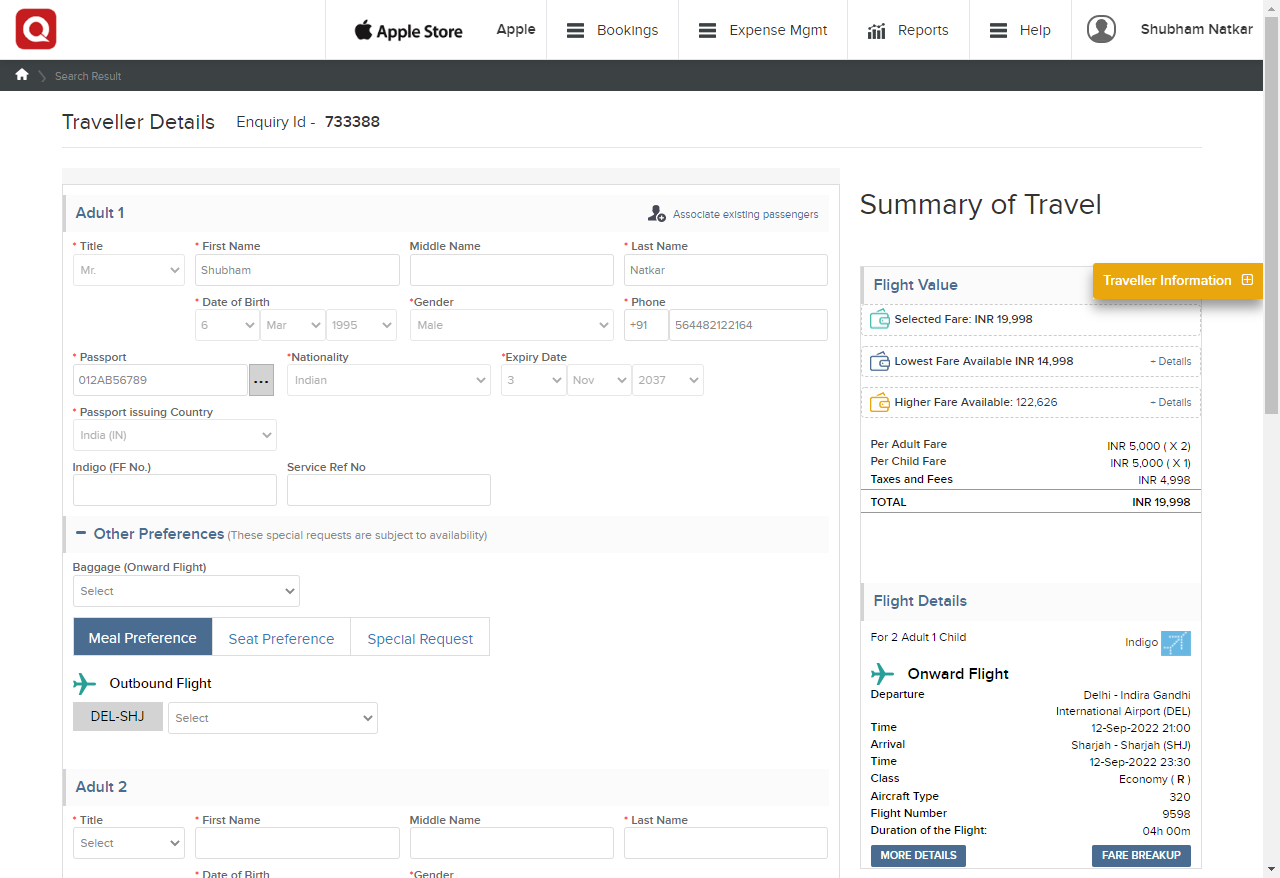 Apple Store
Apple
Bookings
Expense Mgmt
Reports
Help
Shubham Natkar
Search Result
Traveller Details
Enquiry Id - 733388
Adult 1
Associate existing passengers
* Title
* First Name
Middle Name
* Last Name
Mr.
Shubham
Natkar
* Date of Birth
*Gender
* Phone
6
Mar
1995
Male
+91
564482122164
* Passport
*Nationality
*Expiry Date
012AB56789
...
Indian
3
Nov
2037
* Passport issuing Country
India (IN)
Indigo (FF No.)
Service Ref No
Other Preferences (These special requests are subject to availability)
Baggage (Onward Flight)
Select
Meal Preference
Seat Preference
Special Request
Outbound Flight
DEL-SHJ
Select
Adult 2
* Title
* First Name
Middle Name
* Last Name
Select
* Date of Birth
*Gender
Summary of Travel
Traveller Information
Flight Value
Selected Fare: INR 19,998
Lowest Fare Available INR 14,998
+ Details
Higher Fare Available: 122,626
+ Details
Per Adult Fare INR 5,000 ( X 2)
Per Child Fare INR 5,000 ( X 1)
Taxes and Fees INR 4,998
TOTAL INR 19,998
Flight Details
For 2 Adult 1 Child
Indigo
Onward Flight
Departure Delhi - Indira Gandhi
International Airport (DEL)
Time 12-Sep-2022 21:00
Arrival Sharjah - Sharjah (SHJ)
Time 12-Sep-2022 23:30
Class Economy ( R )
Aircraft Type 320
Flight Number 9598
Duration of the Flight: 04h 00m
MORE DETAILS
FARE BREAKUP